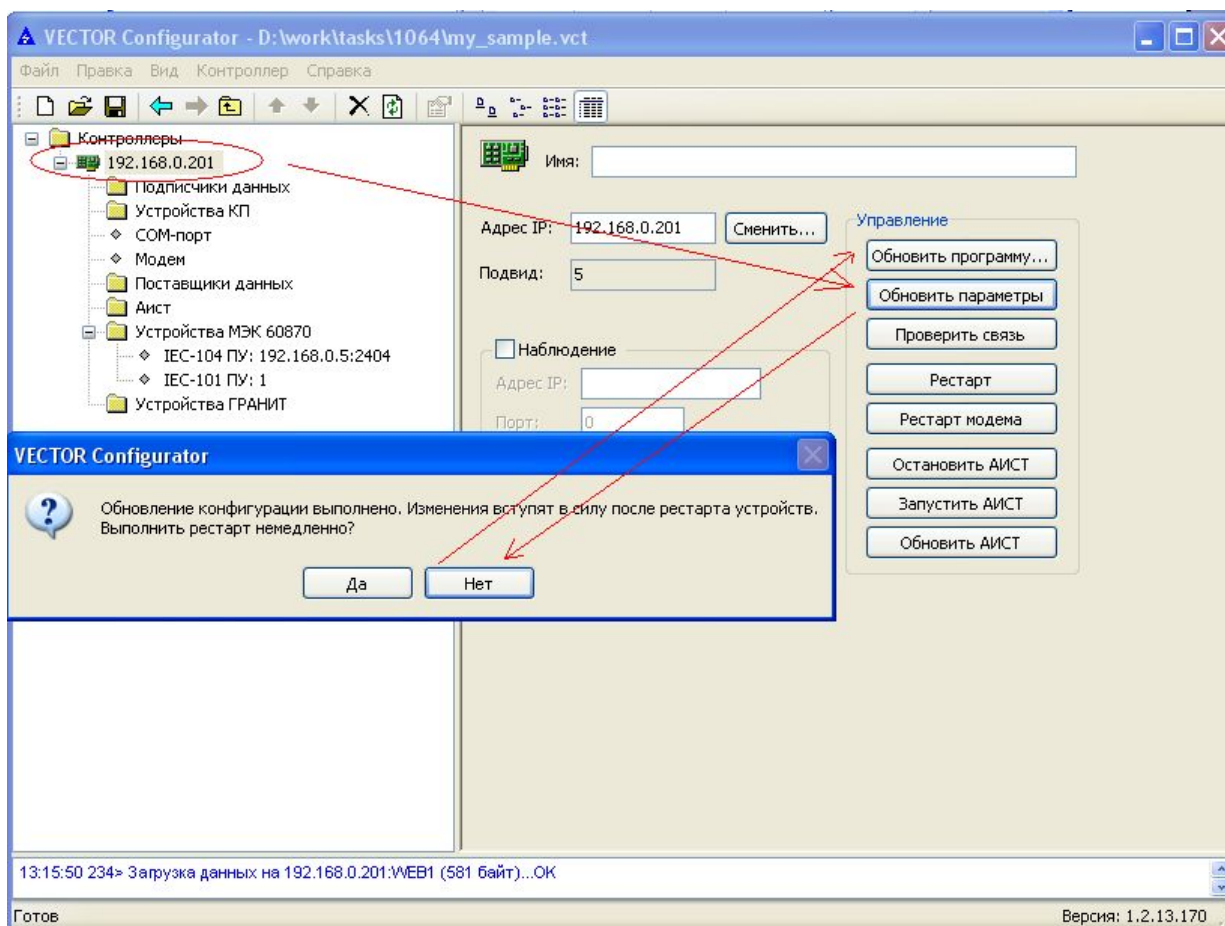 VECTOR Configurator - D:\work\tasks\1064\my_sample.vct
Файл Правка Вид Контроллер Справка
Контроллеры
192.168.0.201
Подписчики данных
Устройства КП
COM-порт
Модем
Поставщики данных
Аист
Устройства МЭК 60870
IEC-104 ПУ: 192.168.0.5:2404
IEC-101 ПУ: 1
Устройства ГРАНИТ
Имя:
Адрес IP: 192.168.0.201 Сменить...
Подвид: 5
Наблюдение
Адрес IP:
Порт: 0
Управление
Обновить программу...
Обновить параметры
Проверить связь
Рестарт
Рестарт модема
Остановить АИСТ
Запустить АИСТ
Обновить АИСТ
VECTOR Configurator
Обновление конфигурации выполнено. Изменения вступят в силу после рестарта устройств.
Выполнить рестарт немедленно?
Да Нет
13:15:50 234> Загрузка данных на 192.168.0.201:WEB1 (581 байт)...OK
Готов Версия: 1.2.13.170